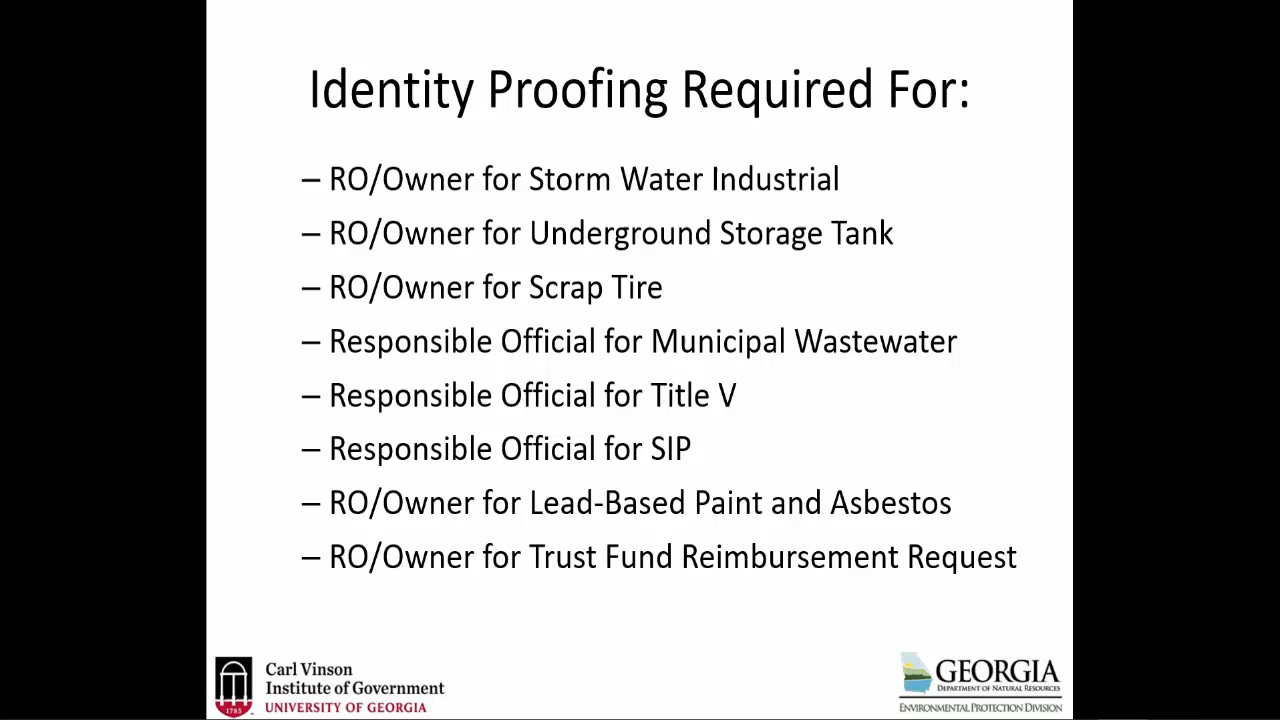 Identity Proofing Required For:
– RO/Owner for Storm Water Industrial
– RO/Owner for Underground Storage Tank
– RO/Owner for Scrap Tire
– Responsible Official for Municipal Wastewater
– Responsible Official for Title V
– Responsible Official for SIP
– RO/Owner for Lead-Based Paint and Asbestos
– RO/Owner for Trust Fund Reimbursement Request
1785
Carl Vinson
Institute of Government
UNIVERSITY OF GEORGIA
GEORGIA
DEPARTMENT OF NATURAL RESOURCES
ENVIRONMENTAL PROTECTION DIVISION